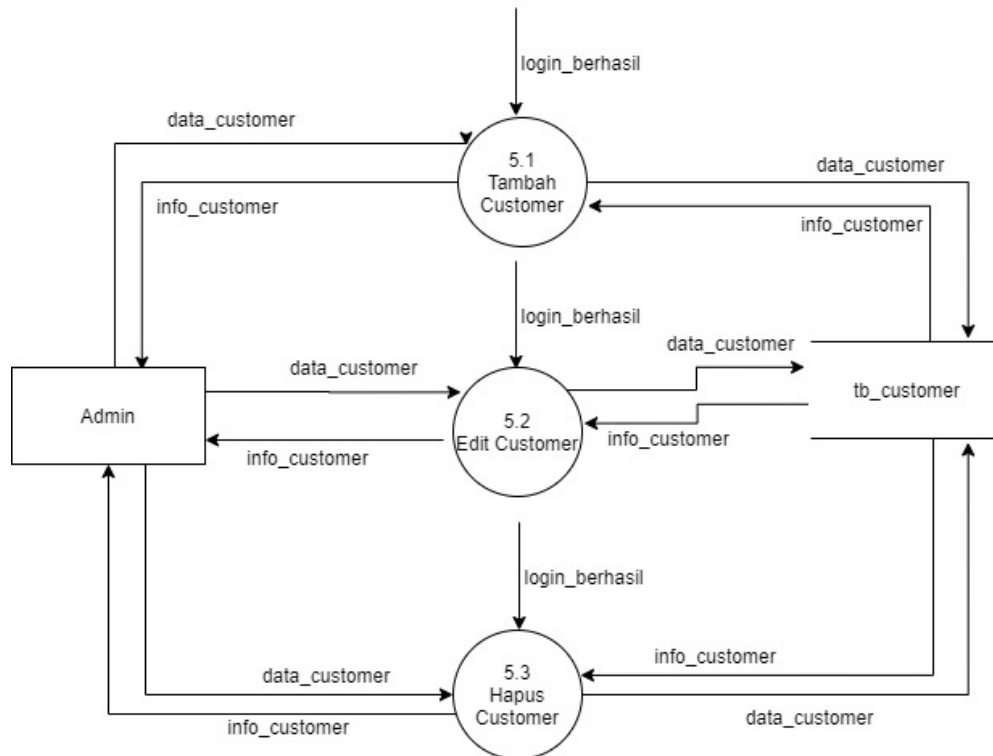 login_berhasil
data_customer
5.1
Tambah
Customer
data_customer
info_customer
info_customer
login_berhasil
data_customer
data_customer
Admin
5.2
Edit Customer
tb_customer
info_customer
info_customer
login_berhasil
5.3
Hapus
Customer
info_customer
data_customer
info_customer
data_customer